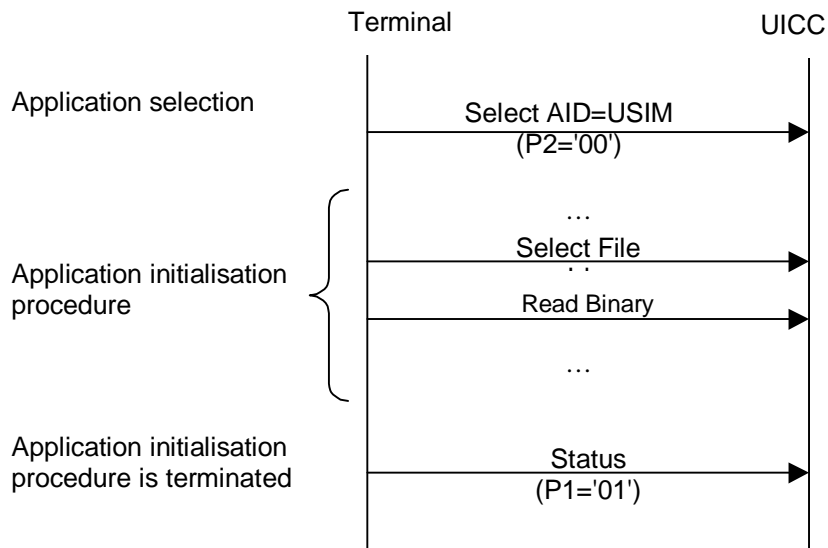 Terminal
UICC
Application selection
Select AID=USIM
(P2='00')
...
Select File
. .
Application initialisation
procedure
Read Binary
...
Application initialisation
procedure is terminated
Status
(P1='01')